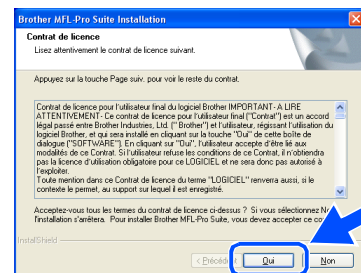 Brother MFL-Pro Suite Installation
Contrat de licence
Lisez attentivement le contrat de licence suivant.
Appuyez sur la touche Page suiv. pour voir le reste du contrat.
Contrat de licence pour l'utilisateur final du logiciel Brother IMPORTANT- A LIRE
ATTENTIVEMENT- Ce contrat de licence pour l'utilisateur final ("Contrat") est un accord
légal passé entre Brother Industries, Ltd. (" Brother") et l'utilisateur, régissant l'utilisation du
logiciel Brother, et qui sera installé en cliquant sur la touche "Oui" de cette boîte de
dialogue ("SOFTWARE"). En cliquant sur "Oui", l'utilisateur accepte d'être lié aux
modalités de ce Contrat. Si l'utilisateur refuse les conditions de ce Contrat, il n'obtiendra
pas la licence d'utilisation obligatoire pour ce LOGICIEL et ne sera donc pas autorisé à
l'exploiter.
Toute mention dans ce Contrat de licence du terme "LOGICIEL" renverra aussi, si le
contexte le permet, au support sur lequel il est enregistré.
Acceptez-vous tous les termes du contrat de licence ci-dessus ? Si vous sélectionnez
l'installation s'arrêtera. Pour installer Brother MFL-Pro Suite, vous devez accepter ce
InstallShield
< Précédent Oui Non